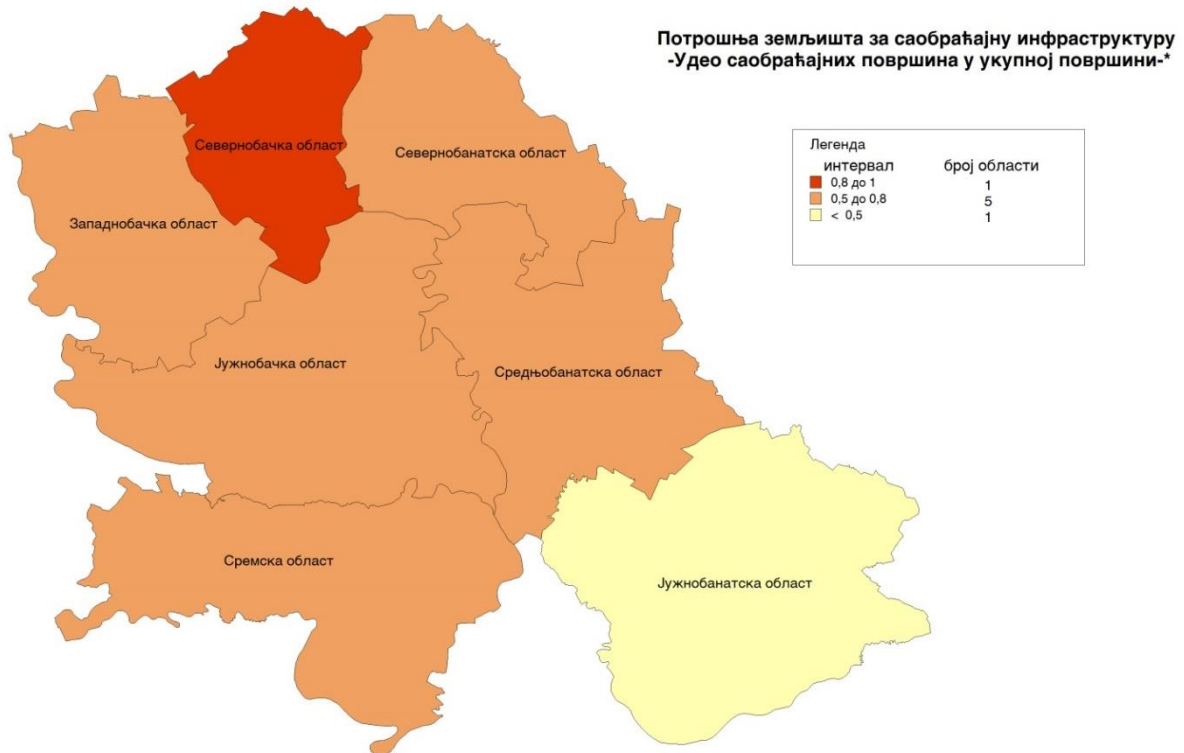 Потрошња земљишта за саобраћајну инфраструктуру
-Удео саобраћајних површина у укупној површини-*
Легенда
интервал број области
0,8 до 1 1
0,5 до 0,8 5
< 0,5 1
Севернобачка област
Севернобанатска област
Западнобачка област
Јужнобачка област
Средњобанатска област
Сремска област
Јужнобанатска област